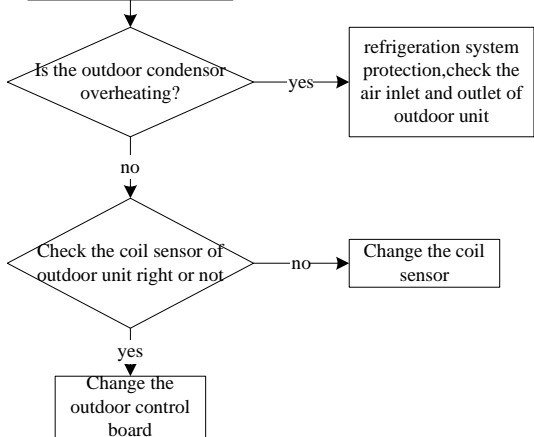 Is the outdoor condensor
overheating?
yes
refrigeration system
protection,check the
air inlet and outlet of
outdoor unit
no
Check the coil sensor of
outdoor unit right or not
no
Change the coil
sensor
yes
Change the
outdoor control
board